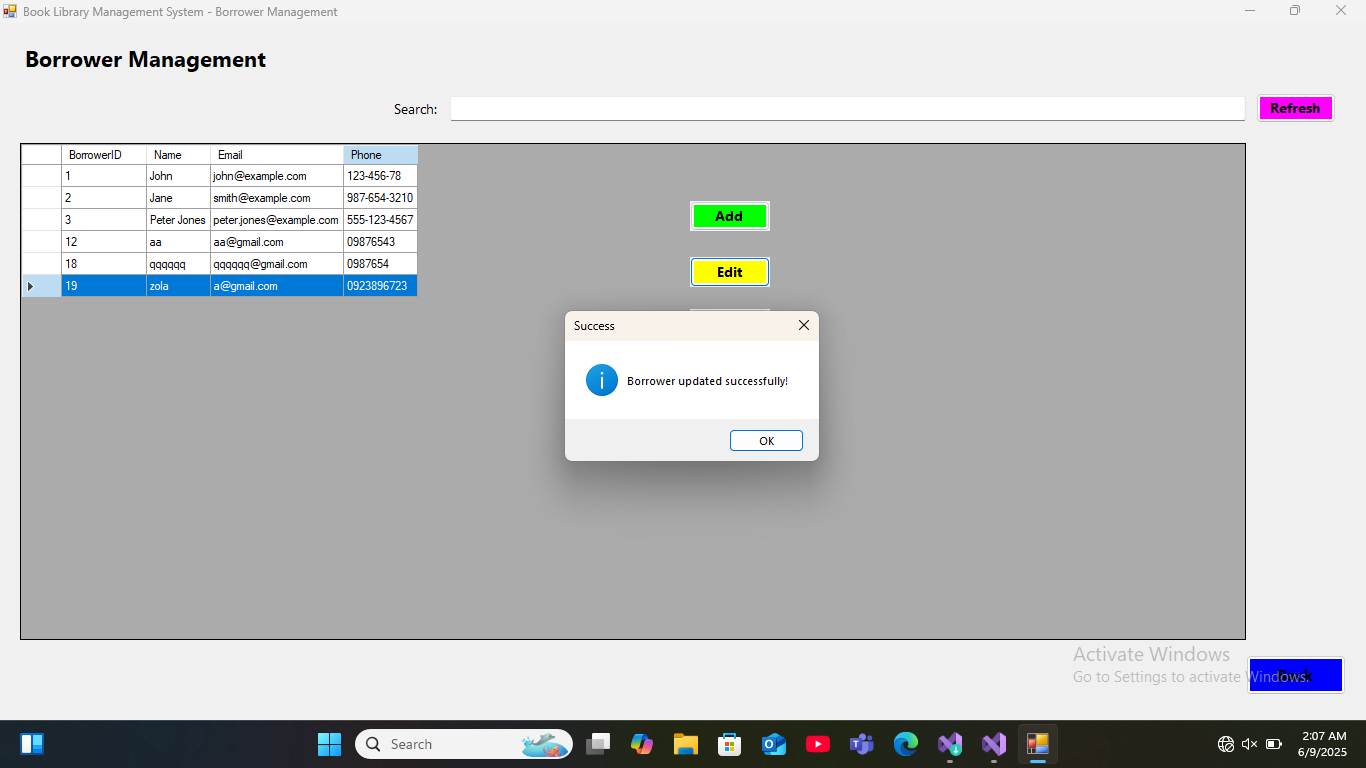 Book Library Management System - Borrower Management
Borrower Management
Search:
Refresh
BorrowerID Name Email Phone
1 John john@example.com 123-456-78
2 Jane smith@example.com 987-654-3210
3 Peter Jones peter.jones@example.com 555-123-4567
12 aa aa@gmail.com 09876543
18 qqqqqq qqqqqq@gmail.com 0987654
19 zola a@gmail.com 0923896723
Add
Edit
Success
Borrower updated successfully!
OK
Activate Windows
Go to Settings to activate Windows.
Back
Search
2:07 AM
6/9/2025